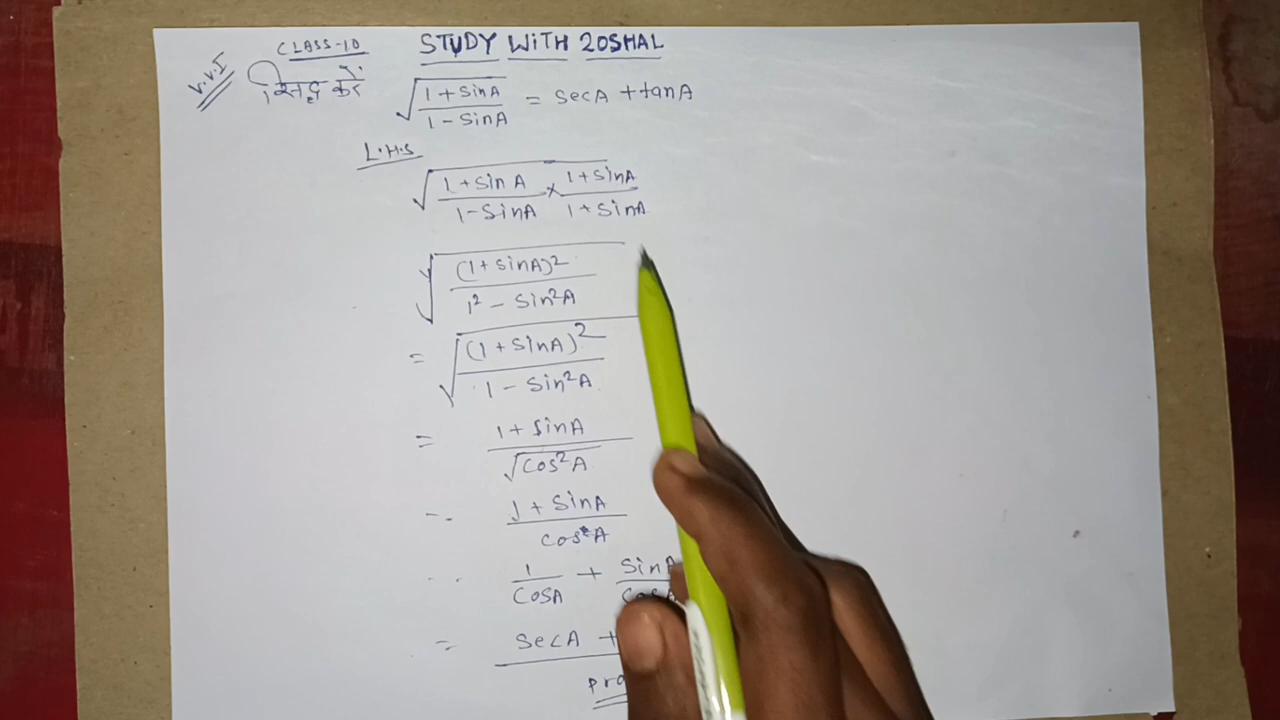 CLASS-10 STUDY WITH 2OSHAL
V.V.I सिद्ध करें √((1+sinA)/(1-sinA)) = secA + tanA
L.H.S
√((1+sinA)/(1-sinA) × (1+sinA)/(1+sinA))
√((1+sinA)²/(1² - sin²A))
= √((1+sinA)²/(1 - sin²A))
= (1+sinA)/√(cos²A)
= (1+sinA)/cosA
1/cosA + sinA/cosA
= secA +